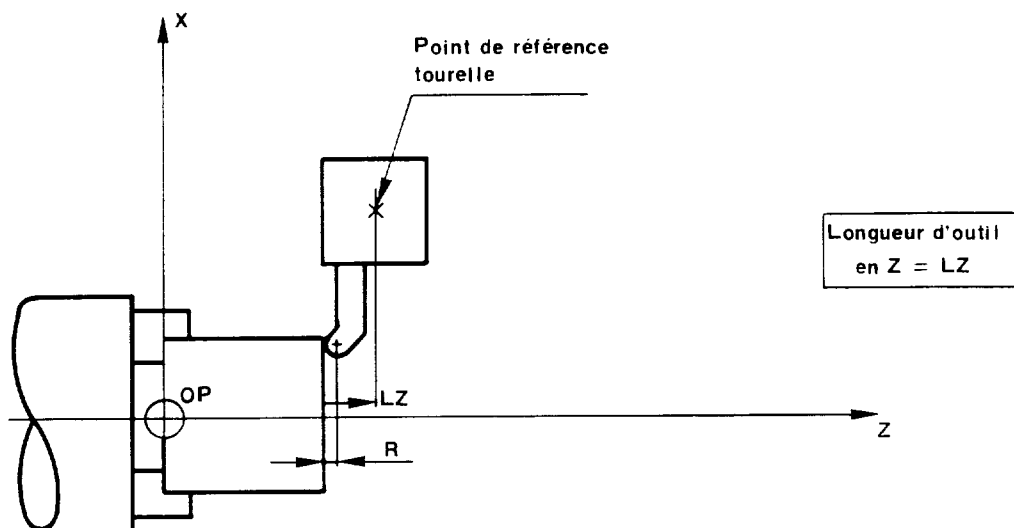 X
Point de référence
tourelle
Longueur d'outil
en Z = LZ
OP
LZ
Z
R